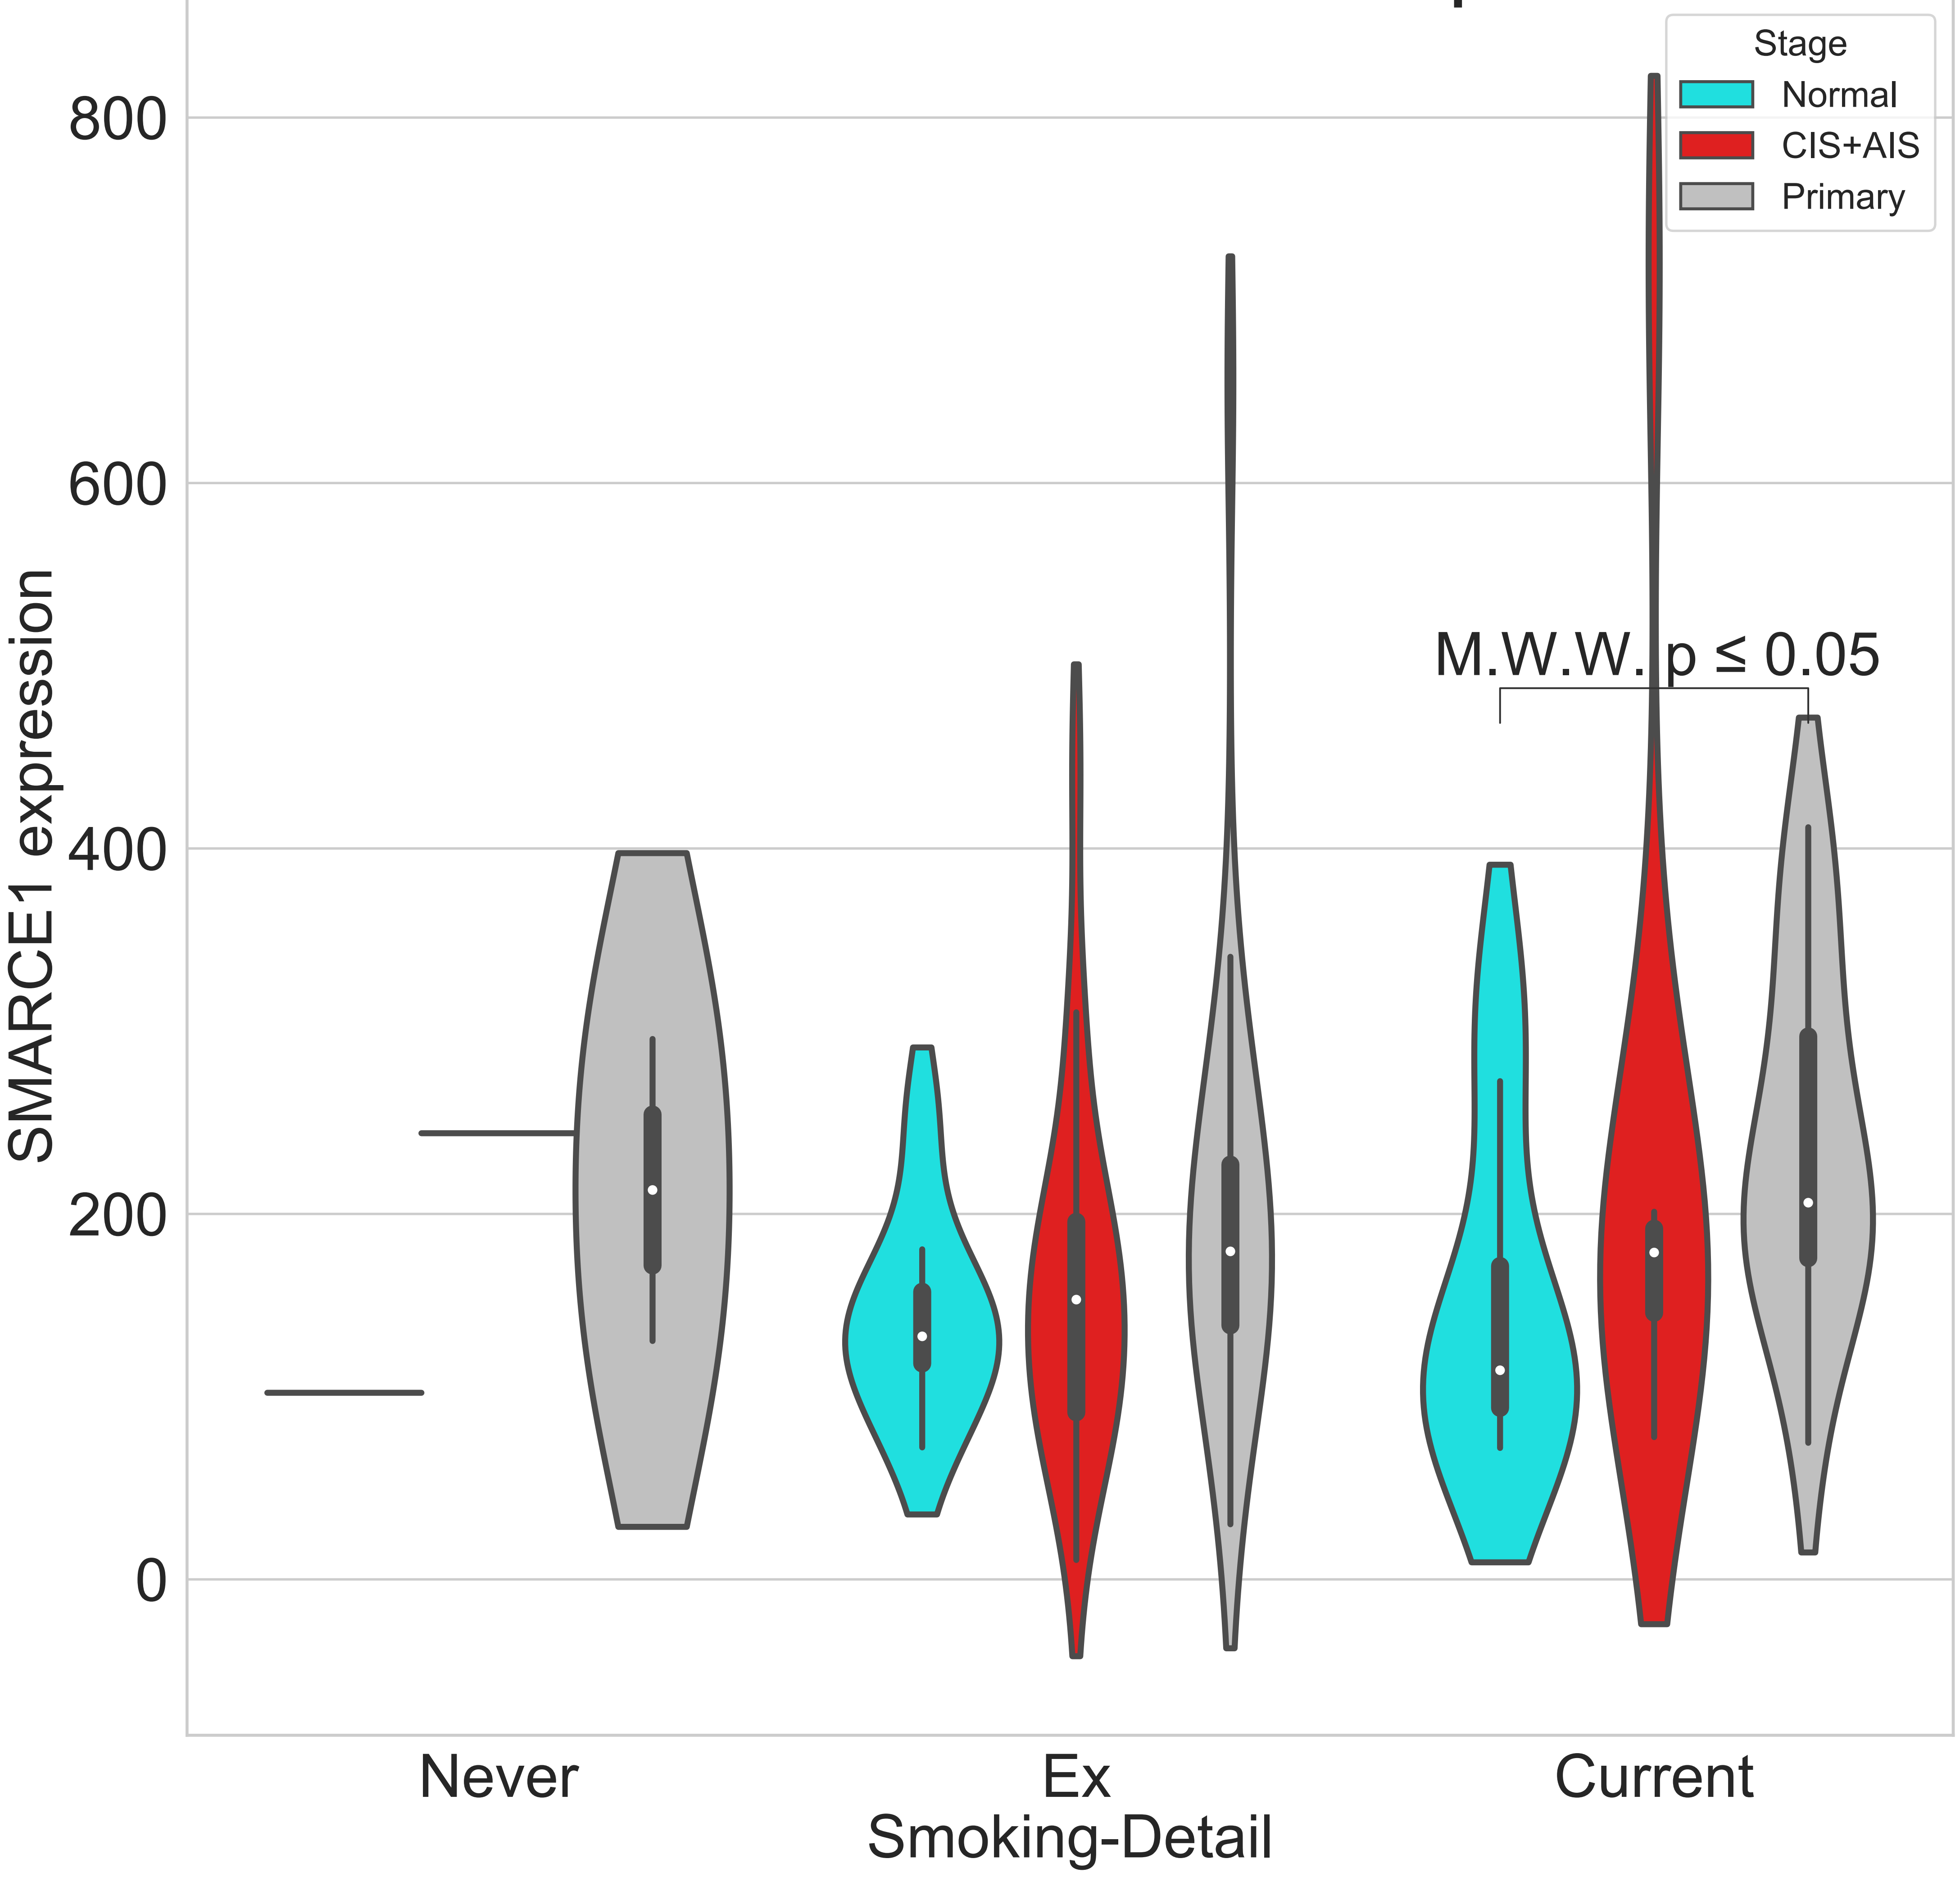 Stage
Normal
CIS+AIS
Primary
800
600
400
200
0
SMARCE1 expression
M.W.W. p ≤ 0.05
Never
Ex
Current
Smoking-Detail